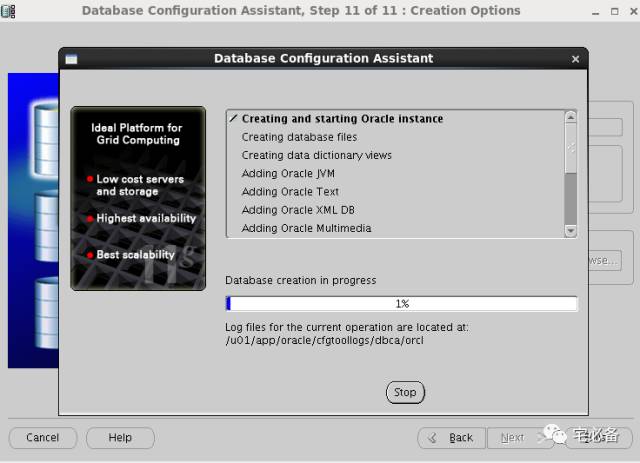 Database Configuration Assistant, Step 11 of 11 : Creation Options
Database Configuration Assistant
Ideal Platform for
Grid Computing
Low cost servers
and storage
Highest availability
Best scalability
11g
Creating and starting Oracle instance
Creating database files
Creating data dictionary views
Adding Oracle JVM
Adding Oracle Text
Adding Oracle XML DB
Adding Oracle Multimedia
Database creation in progress
1%
Log files for the current operation are located at:
/u01/app/oracle/cfgtoollogs/dbca/orcl
Stop
wse...
Cancel
Help
Back
Next
宅必备